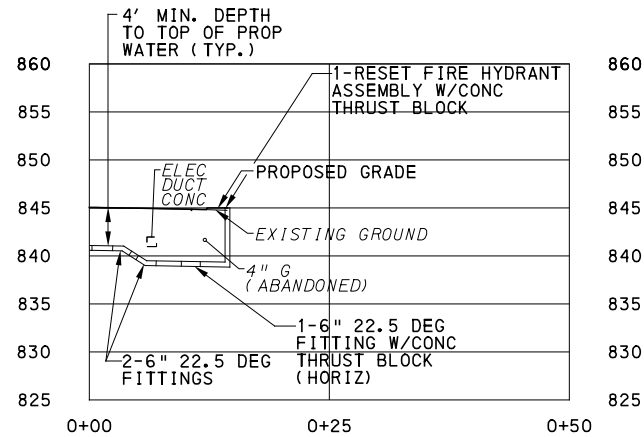 4' MIN. DEPTH
TO TOP OF PROP
WATER (TYP.)
860
860
1-RESET FIRE HYDRANT
ASSEMBLY W/CONC
THRUST BLOCK
855
855
850
850
ELEC
DUCT
CONC
PROPOSED GRADE
845
845
EXISTING GROUND
840
840
4" G
(ABANDONED)
835
835
1-6" 22.5 DEG
FITTING W/CONC
THRUST BLOCK
(HORIZ)
830
830
2-6" 22.5 DEG
FITTINGS
825
825
0+00
0+25
0+50